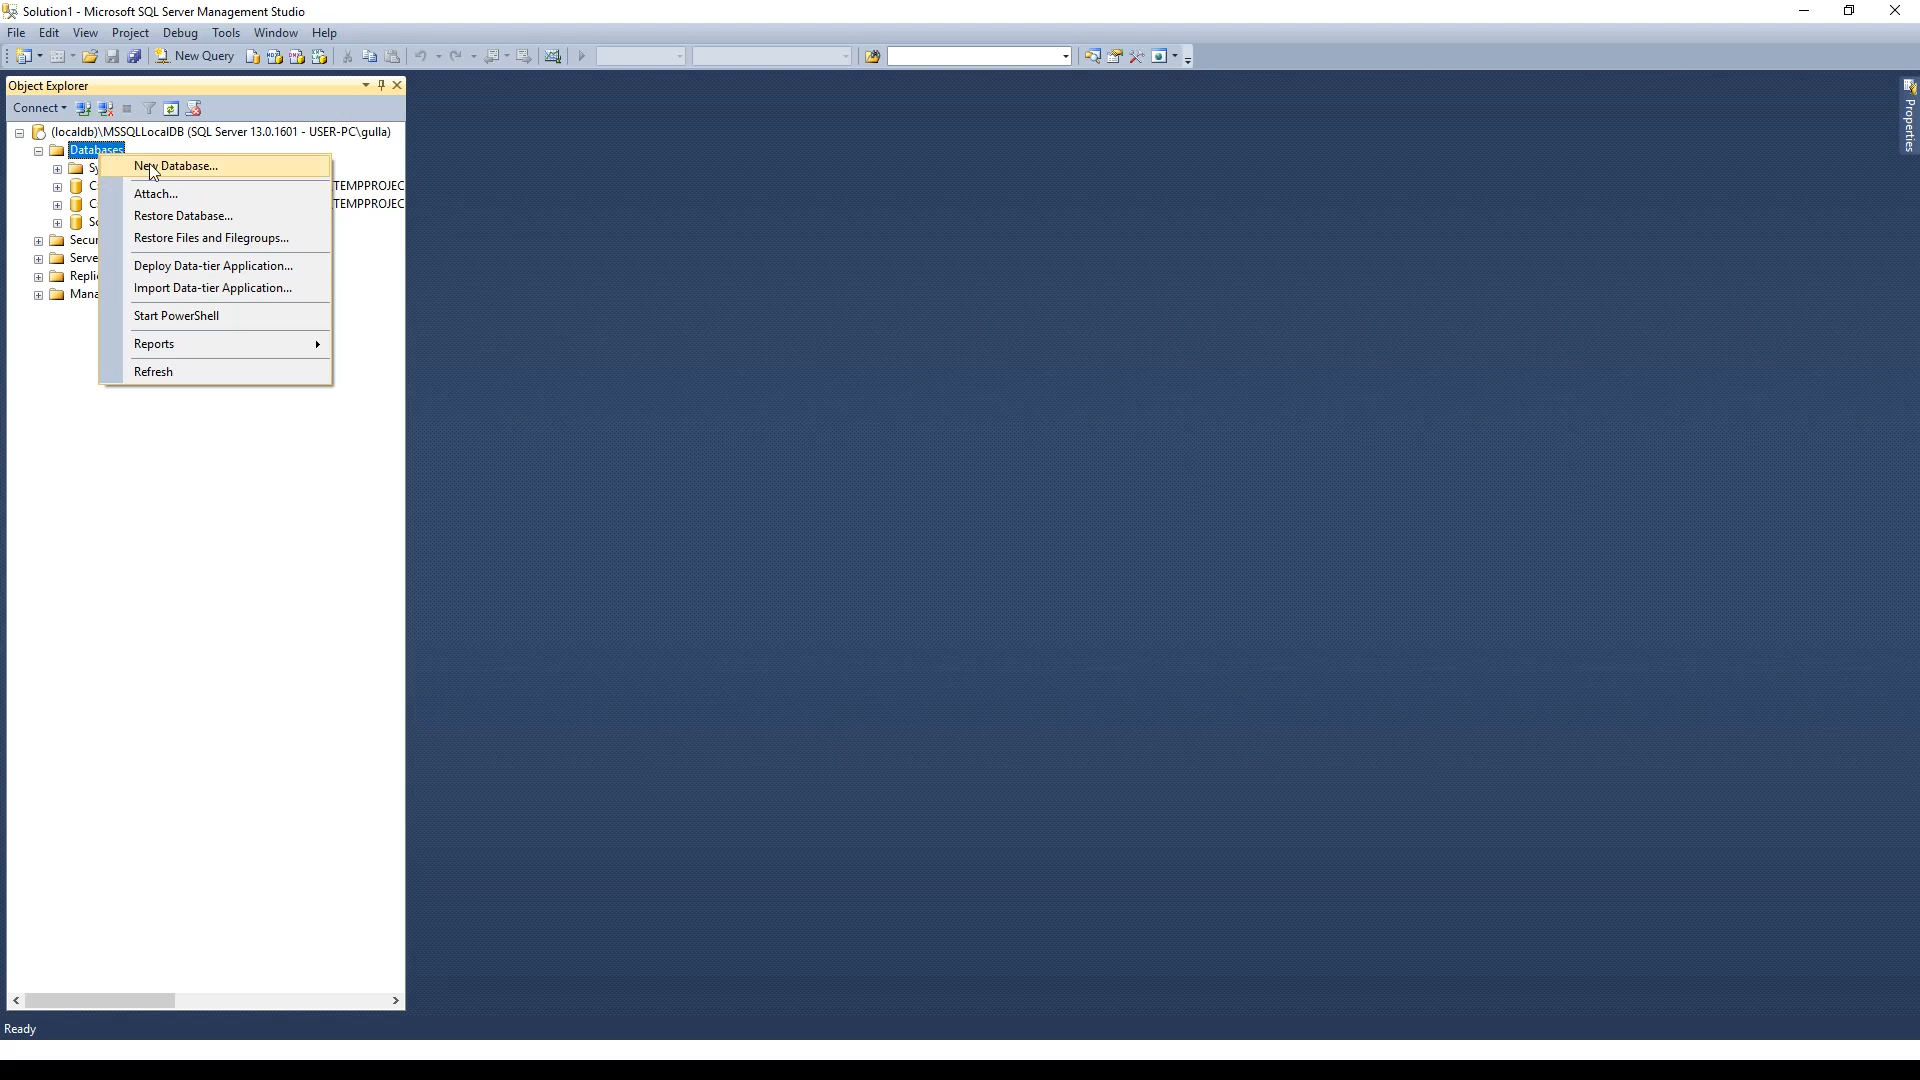 Solution1 - Microsoft SQL Server Management Studio
File Edit View Project Debug Tools Window Help
New Query
Object Explorer
Connect
(localdb)\MSSQLLocalDB (SQL Server 13.0.1601 - USER-PC\gulla)
Databases
New Database...
TEMPPROJEC
Attach...
TEMPPROJEC
Restore Database...
Secur
Restore Files and Filegroups...
Serve
Deploy Data-tier Application...
Repli
Import Data-tier Application...
Mana
Start PowerShell
Reports
Refresh
Properties
Ready